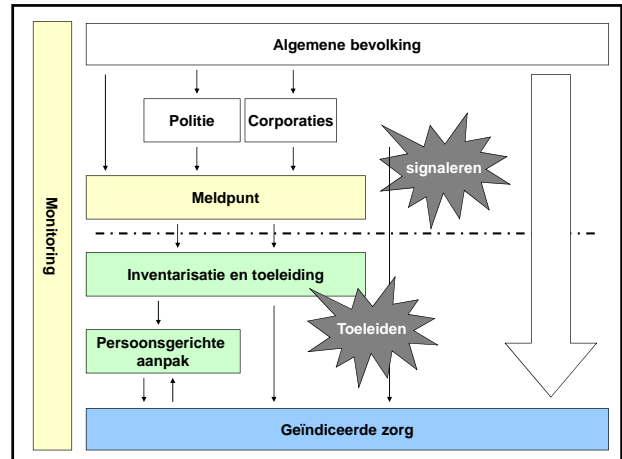 Algemene bevolking
Politie
Corporaties
signaleren
Meldpunt
Monitoring
Inventarisatie en toeleiding
Toeleiden
Persoonsgerichte
aanpak
Geïndiceerde zorg